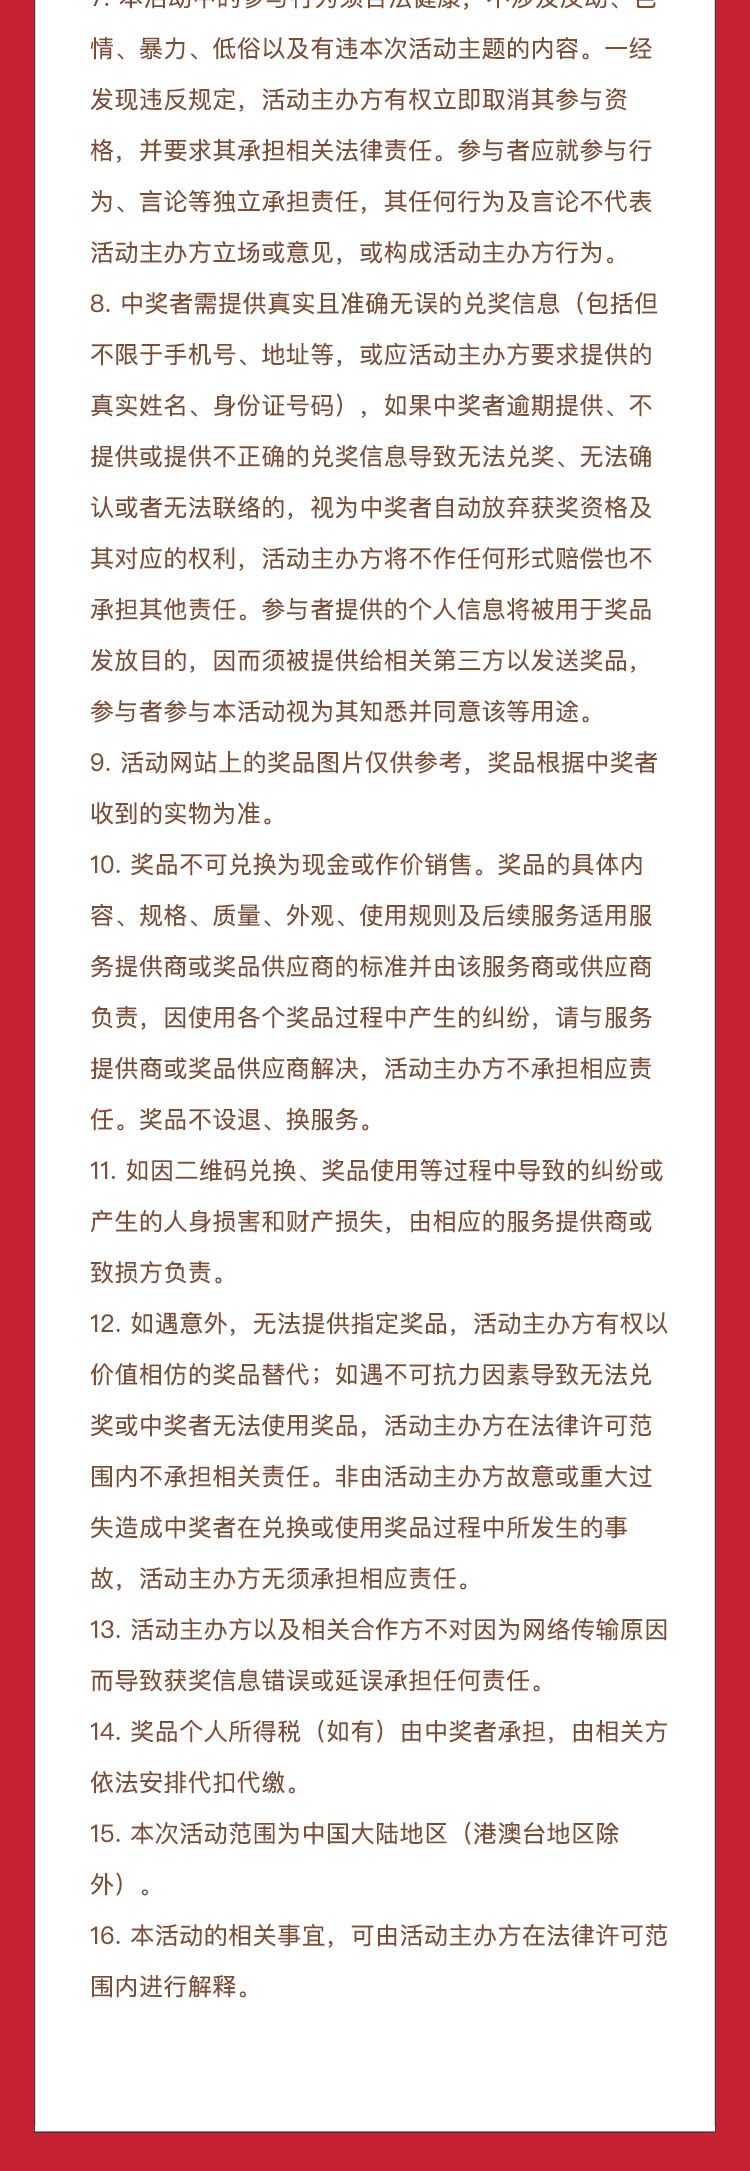 7. 本活动中的参与行为须合法健康，不涉及反动、色
情、暴力、低俗以及有违本次活动主题的内容。一经
发现违反规定，活动主办方有权立即取消其参与资
格，并要求其承担相关法律责任。参与者应就参与行
为、言论等独立承担责任，其任何行为及言论不代表
活动主办方立场或意见，或构成活动主办方行为。
8. 中奖者需提供真实且准确无误的兑奖信息（包括但
不限于手机号、地址等，或应活动主办方要求提供的
真实姓名、身份证号码），如果中奖者逾期提供、不
提供或提供不正确的兑奖信息导致无法兑奖、无法确
认或者无法联络的，视为中奖者自动放弃获奖资格及
其对应的权利，活动主办方将不作任何形式赔偿也不
承担其他责任。参与者提供的个人信息将被用于奖品
发放目的，因而须被提供给相关第三方以发送奖品，
参与者参与本活动视为其知悉并同意该等用途。
9. 活动网站上的奖品图片仅供参考，奖品根据中奖者
收到的实物为准。
10. 奖品不可兑换为现金或作价销售。奖品的具体内
容、规格、质量、外观、使用规则及后续服务适用服
务提供商或奖品供应商的标准并由该服务商或供应商
负责，因使用各个奖品过程中产生的纠纷，请与服务
提供商或奖品供应商解决，活动主办方不承担相应责
任。奖品不设退、换服务。
11. 如因二维码兑换、奖品使用等过程中导致的纠纷或
产生的人身损害和财产损失，由相应的服务提供商或
致损方负责。
12. 如遇意外，无法提供指定奖品，活动主办方有权以
价值相仿的奖品替代；如遇不可抗力因素导致无法兑
奖或中奖者无法使用奖品，活动主办方在法律许可范
围内不承担相关责任。非由活动主办方故意或重大过
失造成中奖者在兑换或使用奖品过程中所发生的事
故，活动主办方无须承担相应责任。
13. 活动主办方以及相关合作方不对因为网络传输原因
而导致获奖信息错误或延误承担任何责任。
14. 奖品个人所得税（如有）由中奖者承担，由相关方
依法安排代扣代缴。
15. 本次活动范围为中国大陆地区（港澳台地区除
外）。
16. 本活动的相关事宜，可由活动主办方在法律许可范
围内进行解释。